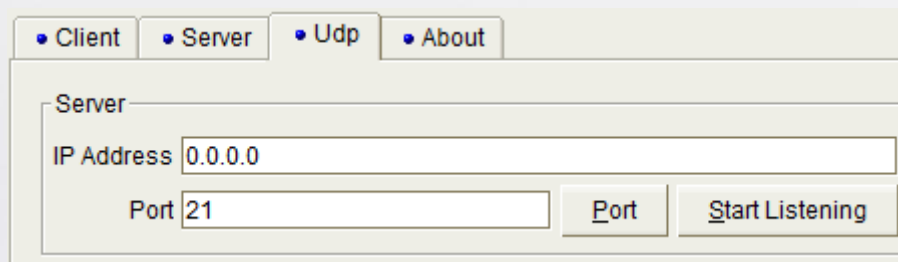 Client Server Udp About
Server
IP Address 0.0.0.0
Port 21 Port Start Listening